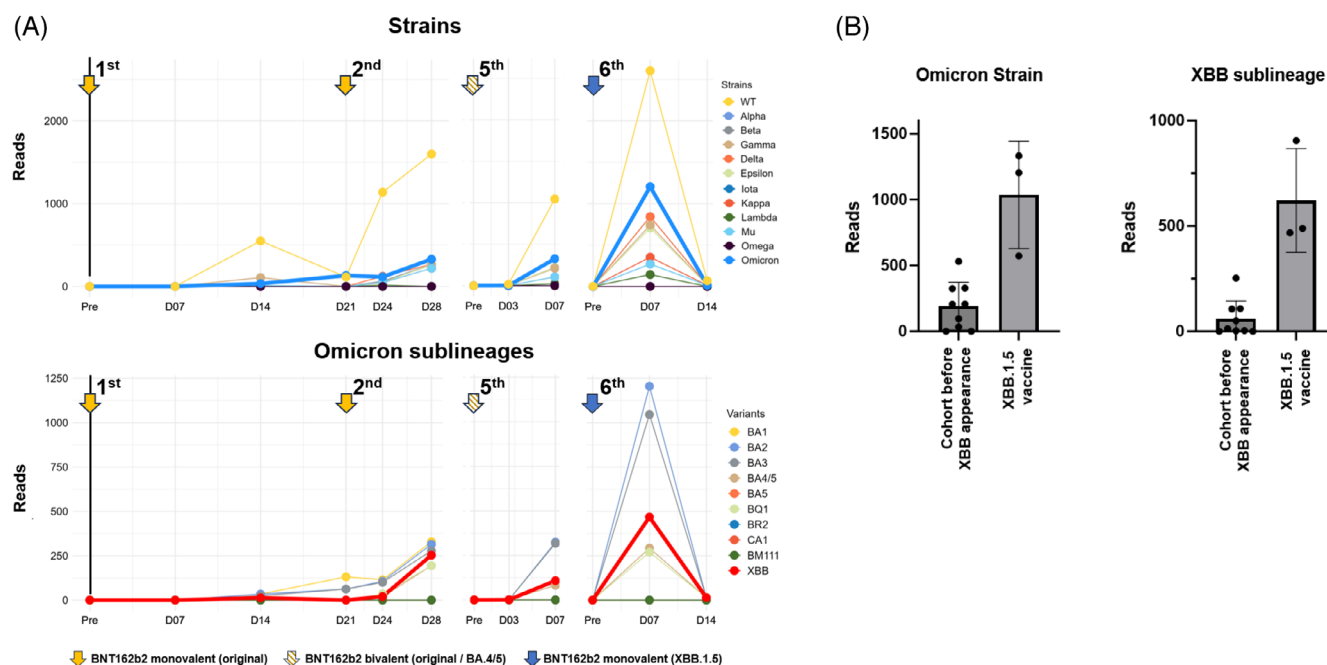 (A)
Strains
1st
2nd
5th
6th
Reads
2000
1000
0
Pre D07 D14 D21 D24 D28
Pre D03 D07
Pre D07 D14
Strains
WT
Alpha
Beta
Gamma
Delta
Epsilon
Iota
Kappa
Lambda
Mu
Omega
Omicron
Omicron sublineages
1st
2nd
5th
6th
Reads
1250
1000
750
500
250
0
Pre D07 D14 D21 D24 D28
Pre D03 D07
Pre D07 D14
Variants
BA1
BA2
BA3
BA4/5
BA5
BQ1
BR2
CA1
BM111
XBB
BNT162b2 monovalent (original)
BNT162b2 bivalent (original / BA.4/5)
BNT162b2 monovalent (XBB.1.5)
(B)
Omicron Strain
Reads
1500
1000
500
0
Cohort before
XBB appearance
XBB.1.5
vaccine
XBB sublineage
Reads
1000
500
0
Cohort before
XBB appearance
XBB.1.5
vaccine